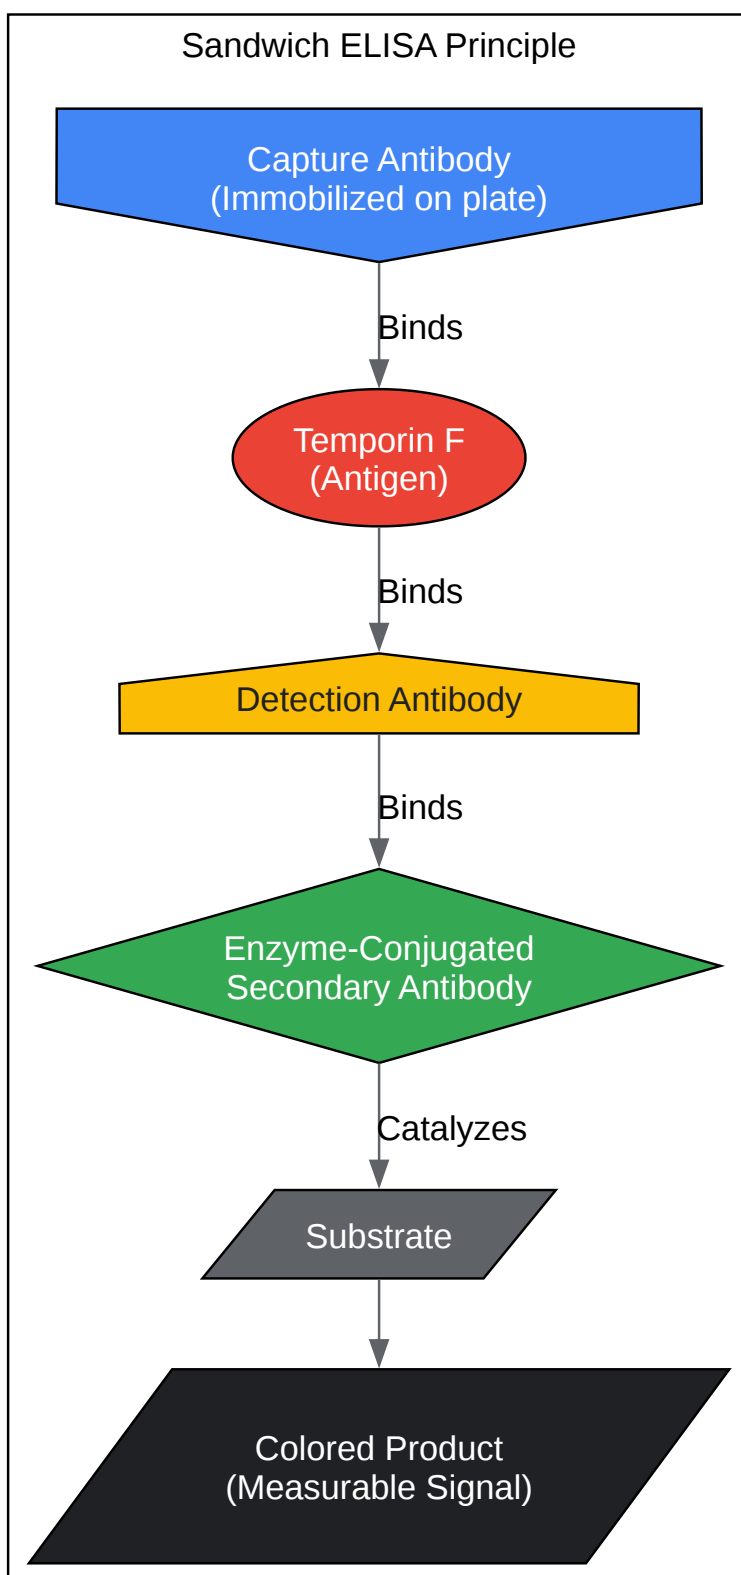 Sandwich ELISA Principle
Capture Antibody
(Immobilized on plate)
Binds
Temporin F
(Antigen)
Binds
Detection Antibody
Binds
Enzyme-Conjugated
Secondary Antibody
Catalyzes
Substrate
Colored Product
(Measurable Signal)